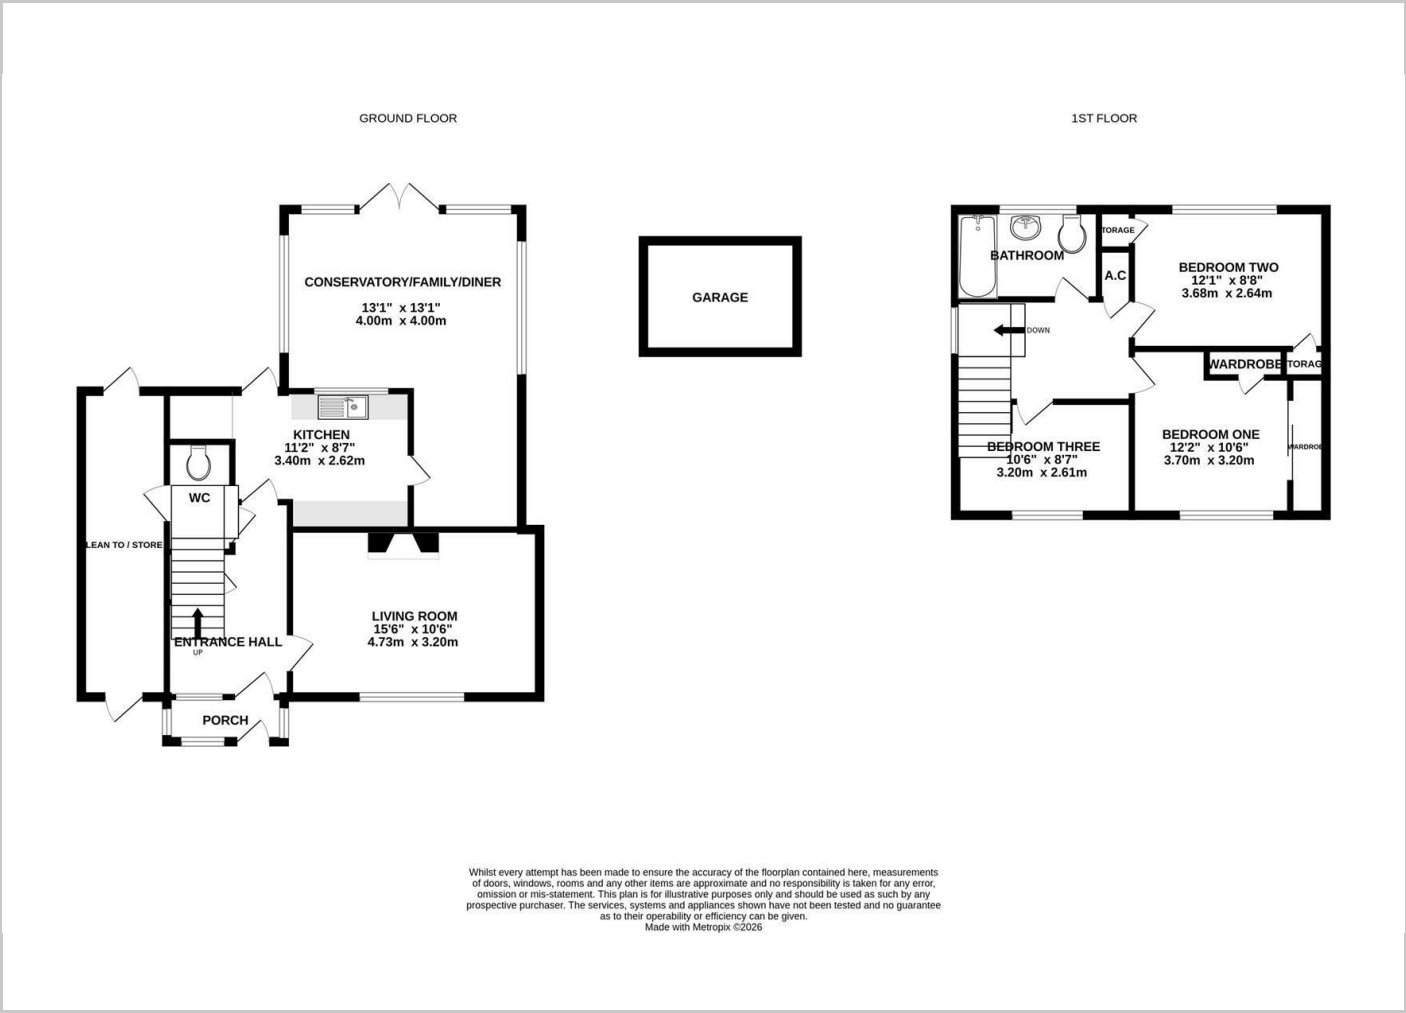 GROUND FLOOR
CONSERVATORY/FAMILY/DINER
13'1" x 13'1"
4.00m x 4.00m
KITCHEN
11'2" x 8'7"
3.40m x 2.62m
WC
LEAN TO / STORE
LIVING ROOM
15'6" x 10'6"
4.73m x 3.20m
ENTRANCE HALL
UP
PORCH
GARAGE
1ST FLOOR
BATHROOM
TORAGE
A.C
BEDROOM TWO
12'1" x 8'8"
3.68m x 2.64m
DOWN
WARDROBE
TORAG
BEDROOM ONE
12'2" x 10'6"
3.70m x 3.20m
WARDROB
BEDROOM THREE
10'6" x 8'7"
3.20m x 2.61m
Whilst every attempt has been made to ensure the accuracy of the floorplan contained here, measurements
of doors, windows, rooms and any other items are approximate and no responsibility is taken for any error,
omission or mis-statement. This plan is for illustrative purposes only and should be used as such by any
prospective purchaser. The services, systems and appliances shown have not been tested and no guarantee
as to their operability or efficiency can be given.
Made with Metropix ©2026